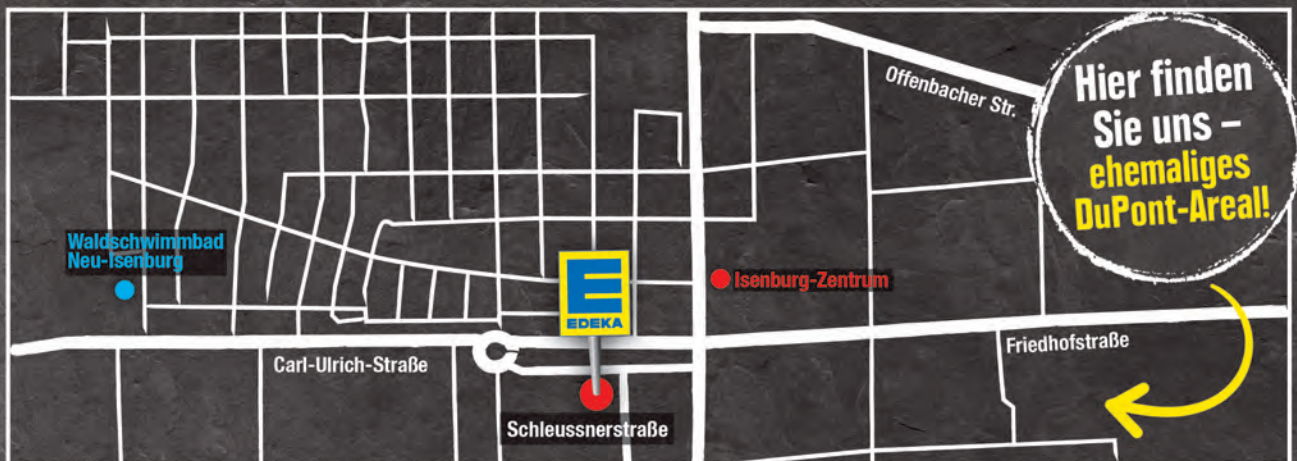 Offenbacher Str.
Hier finden
Sie uns –
ehemaliges
DuPont-Areal!
Waldschwimmbad
Neu-Isenburg
E
EDEKA
Isenburg-Zentrum
Friedhofstraße
Carl-Ulrich-Straße
Schleussnerstraße